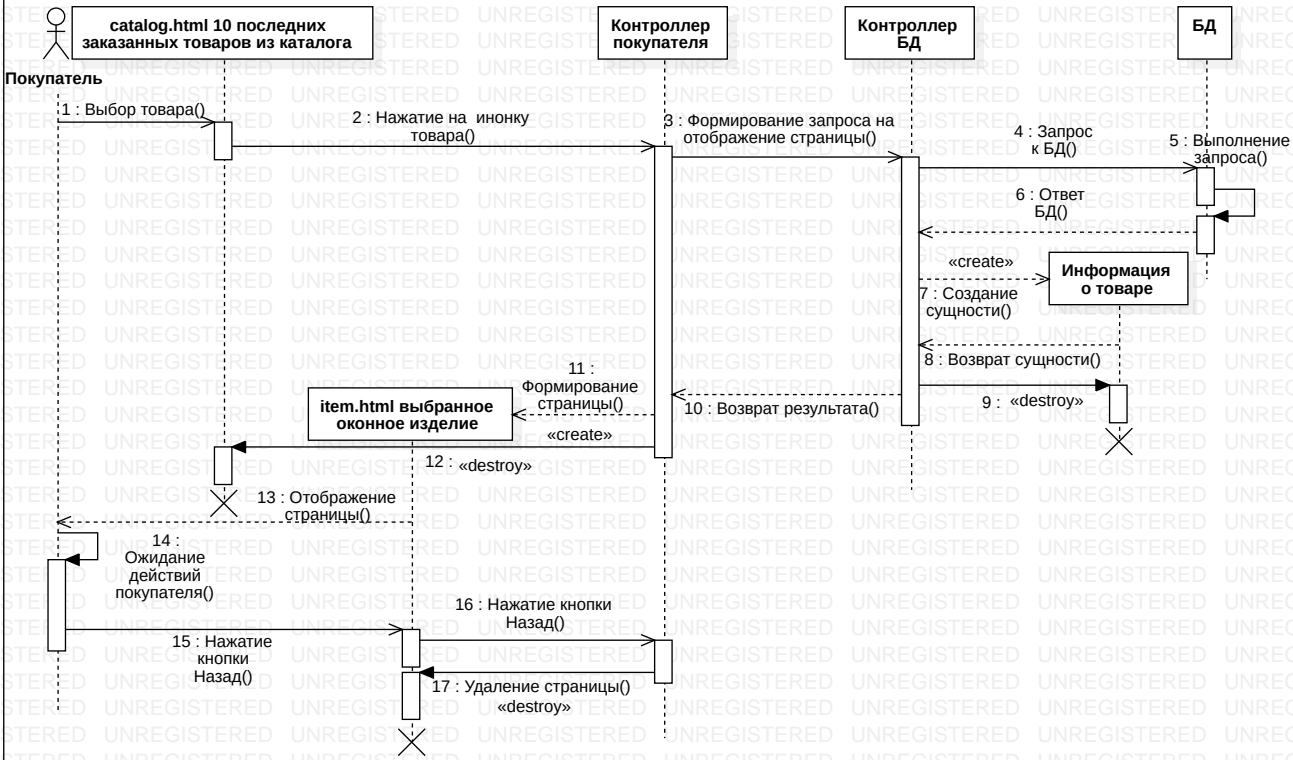 catalog.html 10 последних
заказанных товаров из каталога
Контроллер
покупателя
Контроллер
БД
БД
Покупатель
1 : Выбор товара()
2 : Нажатие на инонку
товара()
3 : Формирование запроса на
отображение страницы()
4 : Запрос
к БД()
5 : Выполнение
запроса()
6 : Ответ
БД()
«create»
7 : Создание
сущности()
Информация
о товаре
8 : Возврат сущности()
9 : «destroy»
10 : Возврат результата()
11 :
Формирование
страницы()
«create»
item.html выбранное
оконное изделие
12 : «destroy»
13 : Отображение
страницы()
14 :
Ожидание
действий
покупателя()
15 : Нажатие
кнопки
Назад()
16 : Нажатие кнопки
Назад()
17 : Удаление страницы()
«destroy»
UNREGISTERED